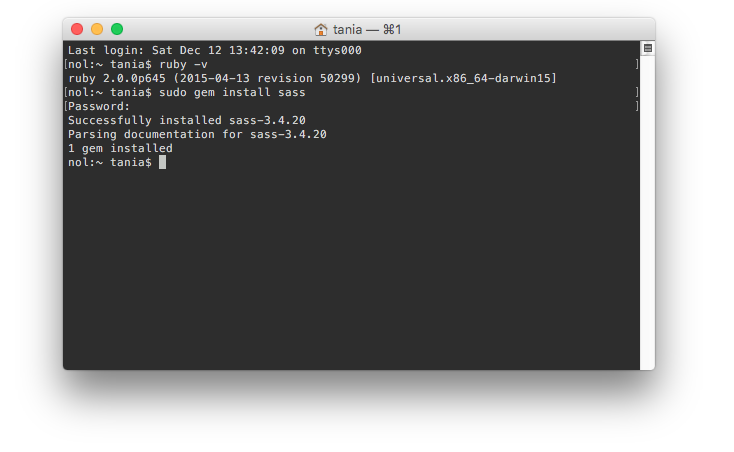 tania — ⌘1
Last login: Sat Dec 12 13:42:09 on ttys000
[nol:~ tania$ ruby -v ]
ruby 2.0.0p645 (2015-04-13 revision 50299) [universal.x86_64-darwin15]
[nol:~ tania$ sudo gem install sass ]
[Password: ]
Successfully installed sass-3.4.20
Parsing documentation for sass-3.4.20
1 gem installed
nol:~ tania$